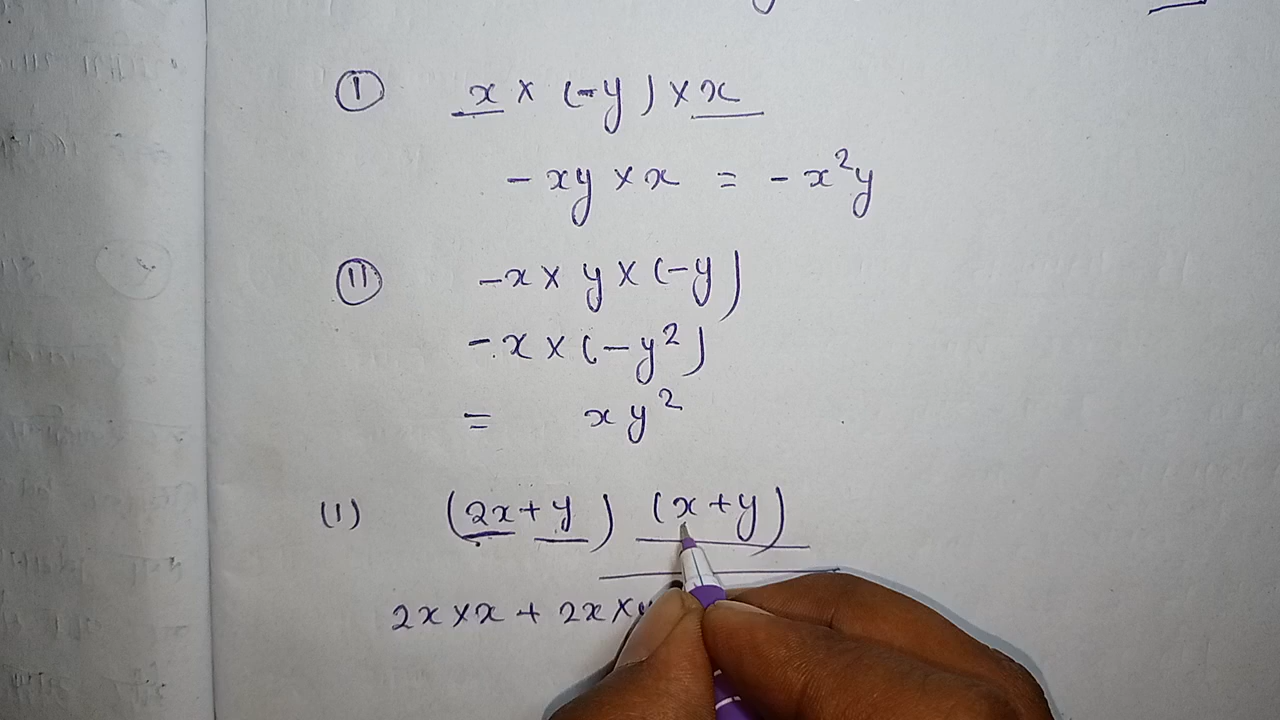 (I) x × (-y) × x
- xy × x = - x²y
(II) -x × y × (-y)
- x × (-y²)
= xy²
(1) (2x + y) (x + y)
2x × x + 2x × y